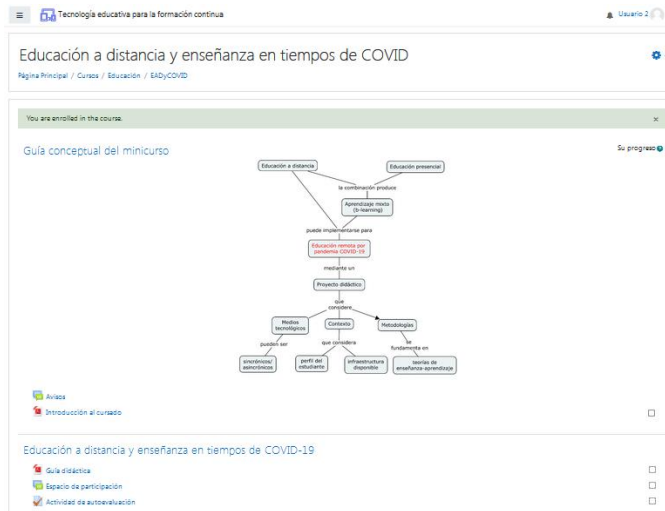 Tecnología educativa para la formación continua
Usuario 2
Educación a distancia y enseñanza en tiempos de COVID
Página Principal / Cursos / Educación / EADyCOVID
You are enrolled in the course.
×
Guía conceptual del minicurso
Su progreso
Educación a distancia
Educación presencial
la combinación produce
Aprendizaje mixto
(b-learning)
puede implementarse para
Educación remota por
pandemia COVID-19
mediante un
Proyecto didáctico
que
considere
Medios
tecnológicos
Contexto
Metodologías
pueden ser
que considera
se
fundamenta en
sincrónicos/
asincrónicos
perfil del
estudiante
infraestructura
disponible
teorías de
enseñanza-aprendizaje
Avisos
Introducción al cursado
Educación a distancia y enseñanza en tiempos de COVID-19
Guía didáctica
Espacio de participación
Actividad de autoevaluación